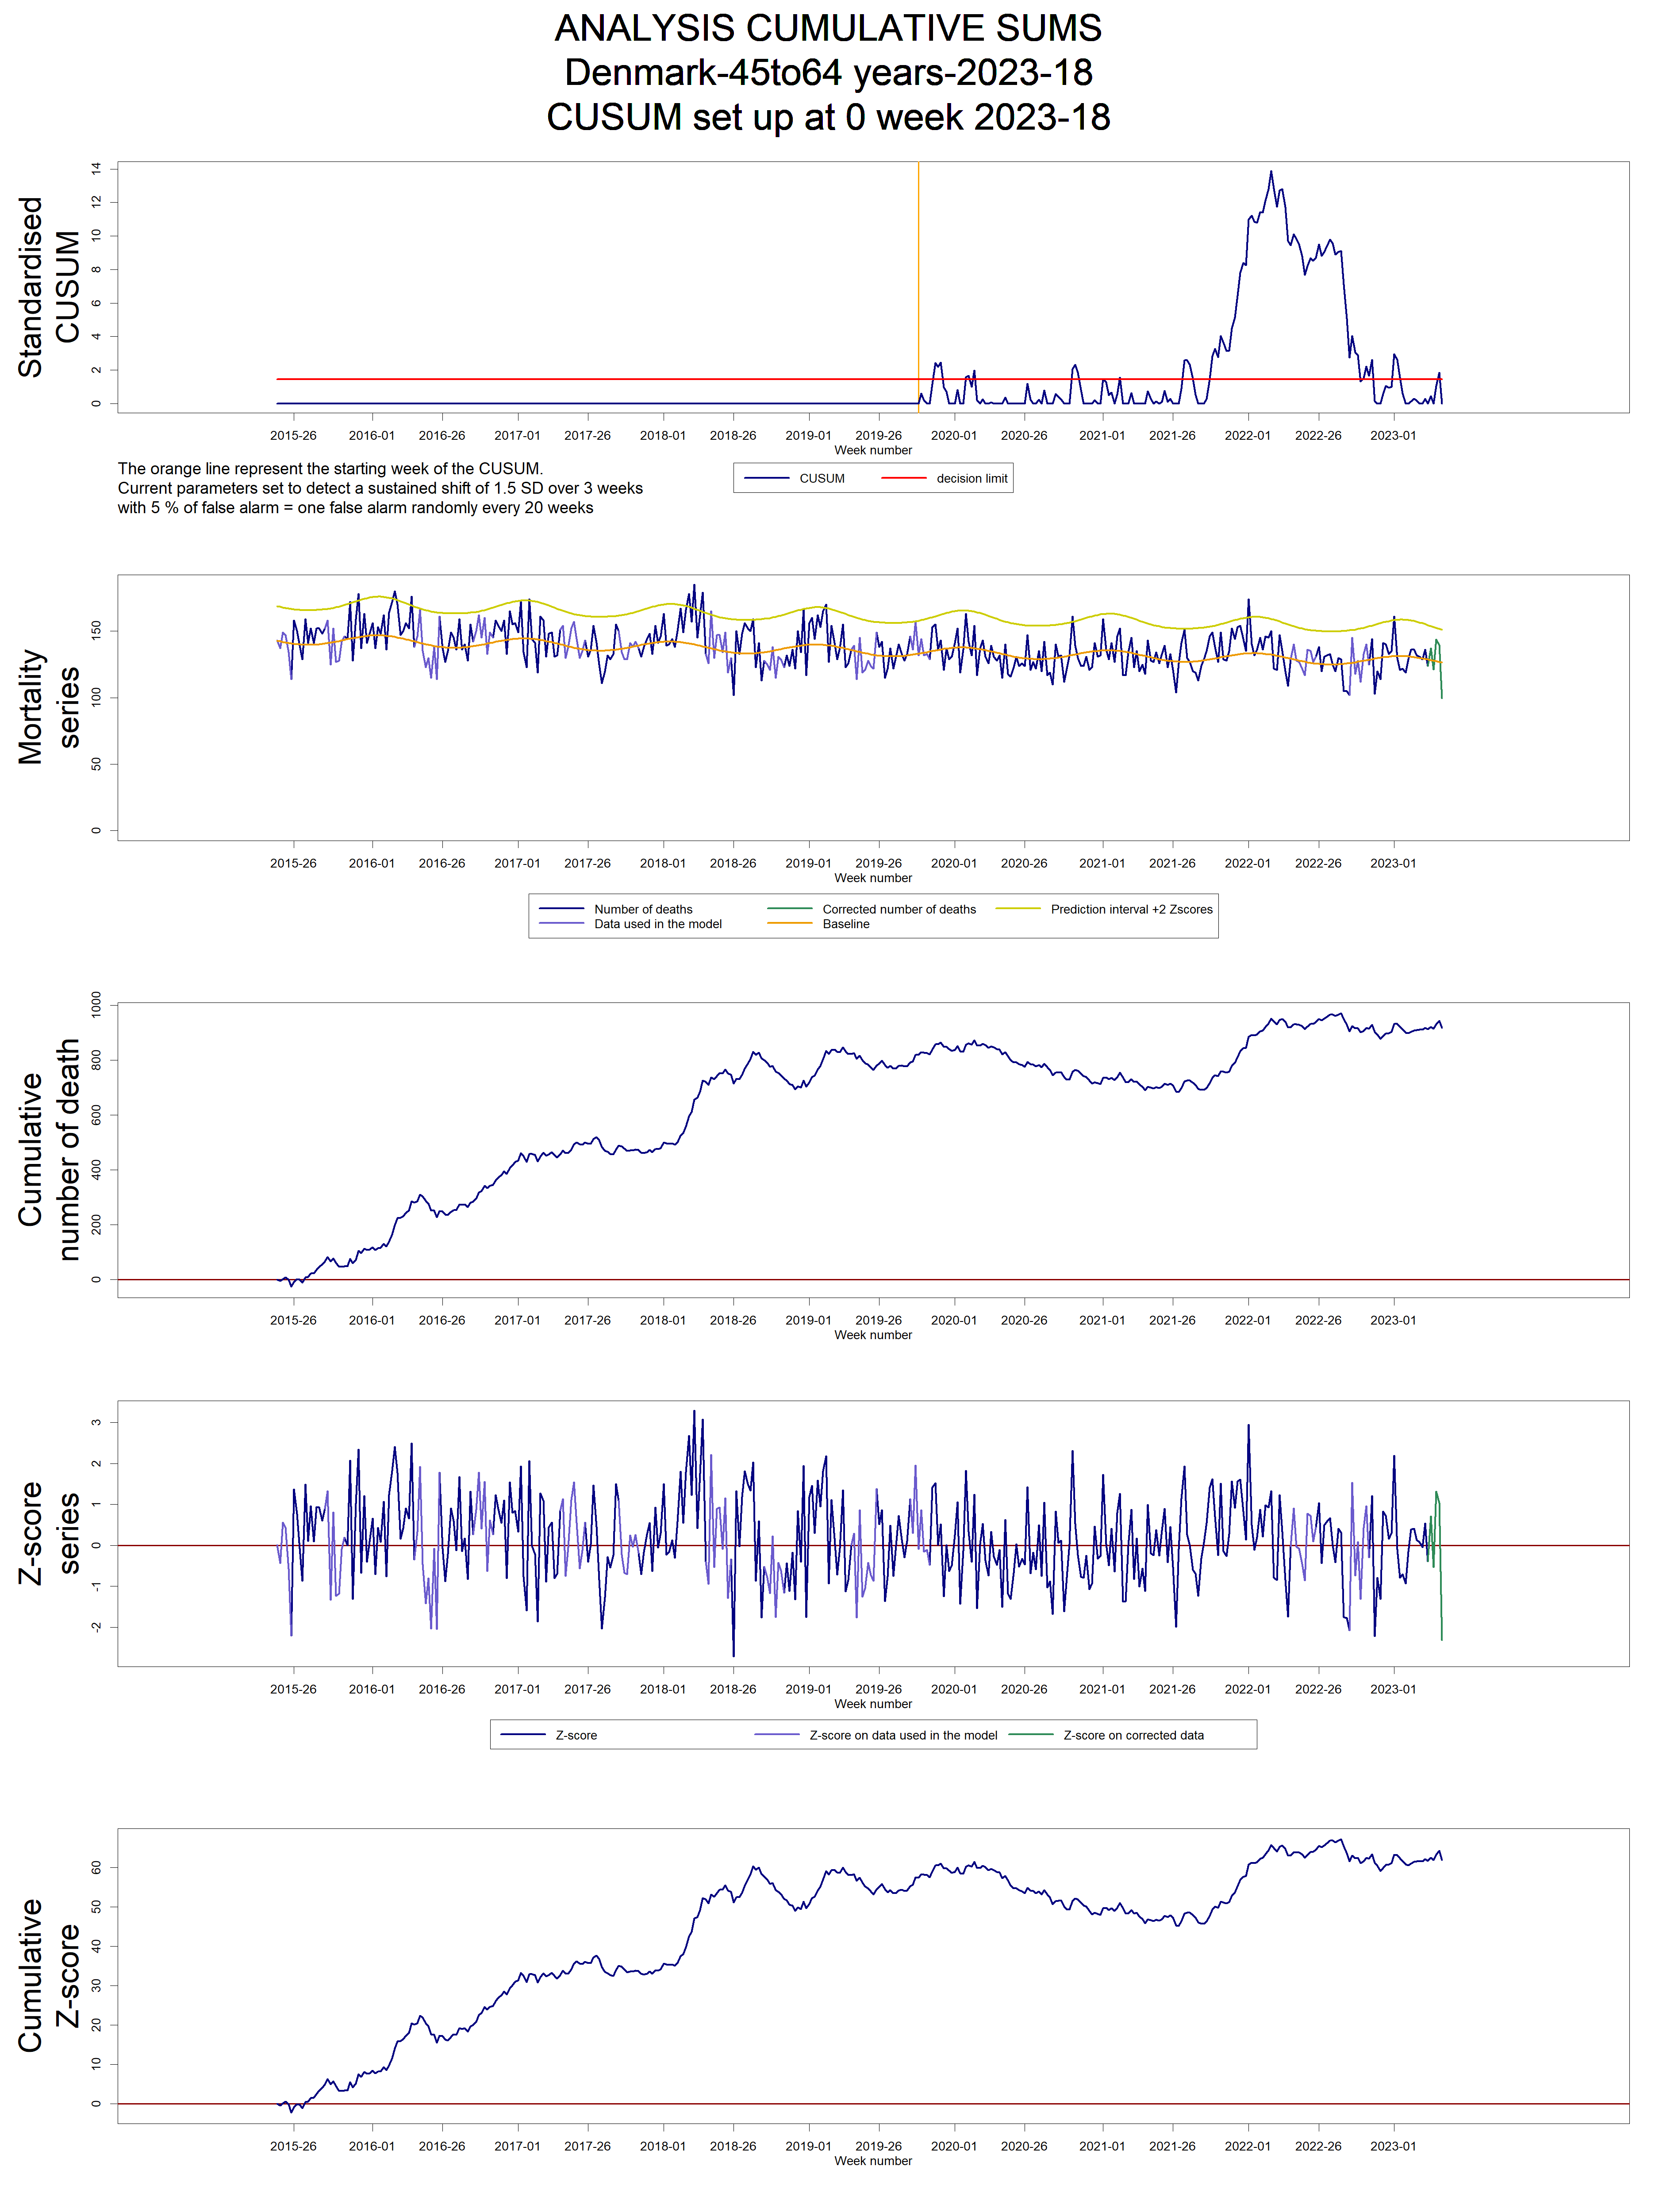 ANALYSIS CUMULATIVE SUMS
Denmark-45to64 years-2023-18
CUSUM set up at 0 week 2023-18
Standardised
CUSUM
0 2 4 6 8 10 12 14
2015-26 2016-01 2016-26 2017-01 2017-26 2018-01 2018-26 2019-01 2019-26 2020-01 2020-26 2021-01 2021-26 2022-01 2022-26 2023-01
Week number
The orange line represent the starting week of the CUSUM.
Current parameters set to detect a sustained shift of 1.5 SD over 3 weeks
with 5 % of false alarm = one false alarm randomly every 20 weeks
CUSUM decision limit
Mortality
series
0 50 100 150
2015-26 2016-01 2016-26 2017-01 2017-26 2018-01 2018-26 2019-01 2019-26 2020-01 2020-26 2021-01 2021-26 2022-01 2022-26 2023-01
Week number
Number of deaths Corrected number of deaths Prediction interval +2 Zscores
Data used in the model Baseline
Cumulative
number of death
0 200 400 600 800 1000
2015-26 2016-01 2016-26 2017-01 2017-26 2018-01 2018-26 2019-01 2019-26 2020-01 2020-26 2021-01 2021-26 2022-01 2022-26 2023-01
Week number
Z-score
series
-2 -1 0 1 2 3
2015-26 2016-01 2016-26 2017-01 2017-26 2018-01 2018-26 2019-01 2019-26 2020-01 2020-26 2021-01 2021-26 2022-01 2022-26 2023-01
Week number
Z-score Z-score on data used in the model Z-score on corrected data
Cumulative
Z-score
0 10 20 30 40 50 60
2015-26 2016-01 2016-26 2017-01 2017-26 2018-01 2018-26 2019-01 2019-26 2020-01 2020-26 2021-01 2021-26 2022-01 2022-26 2023-01
Week number